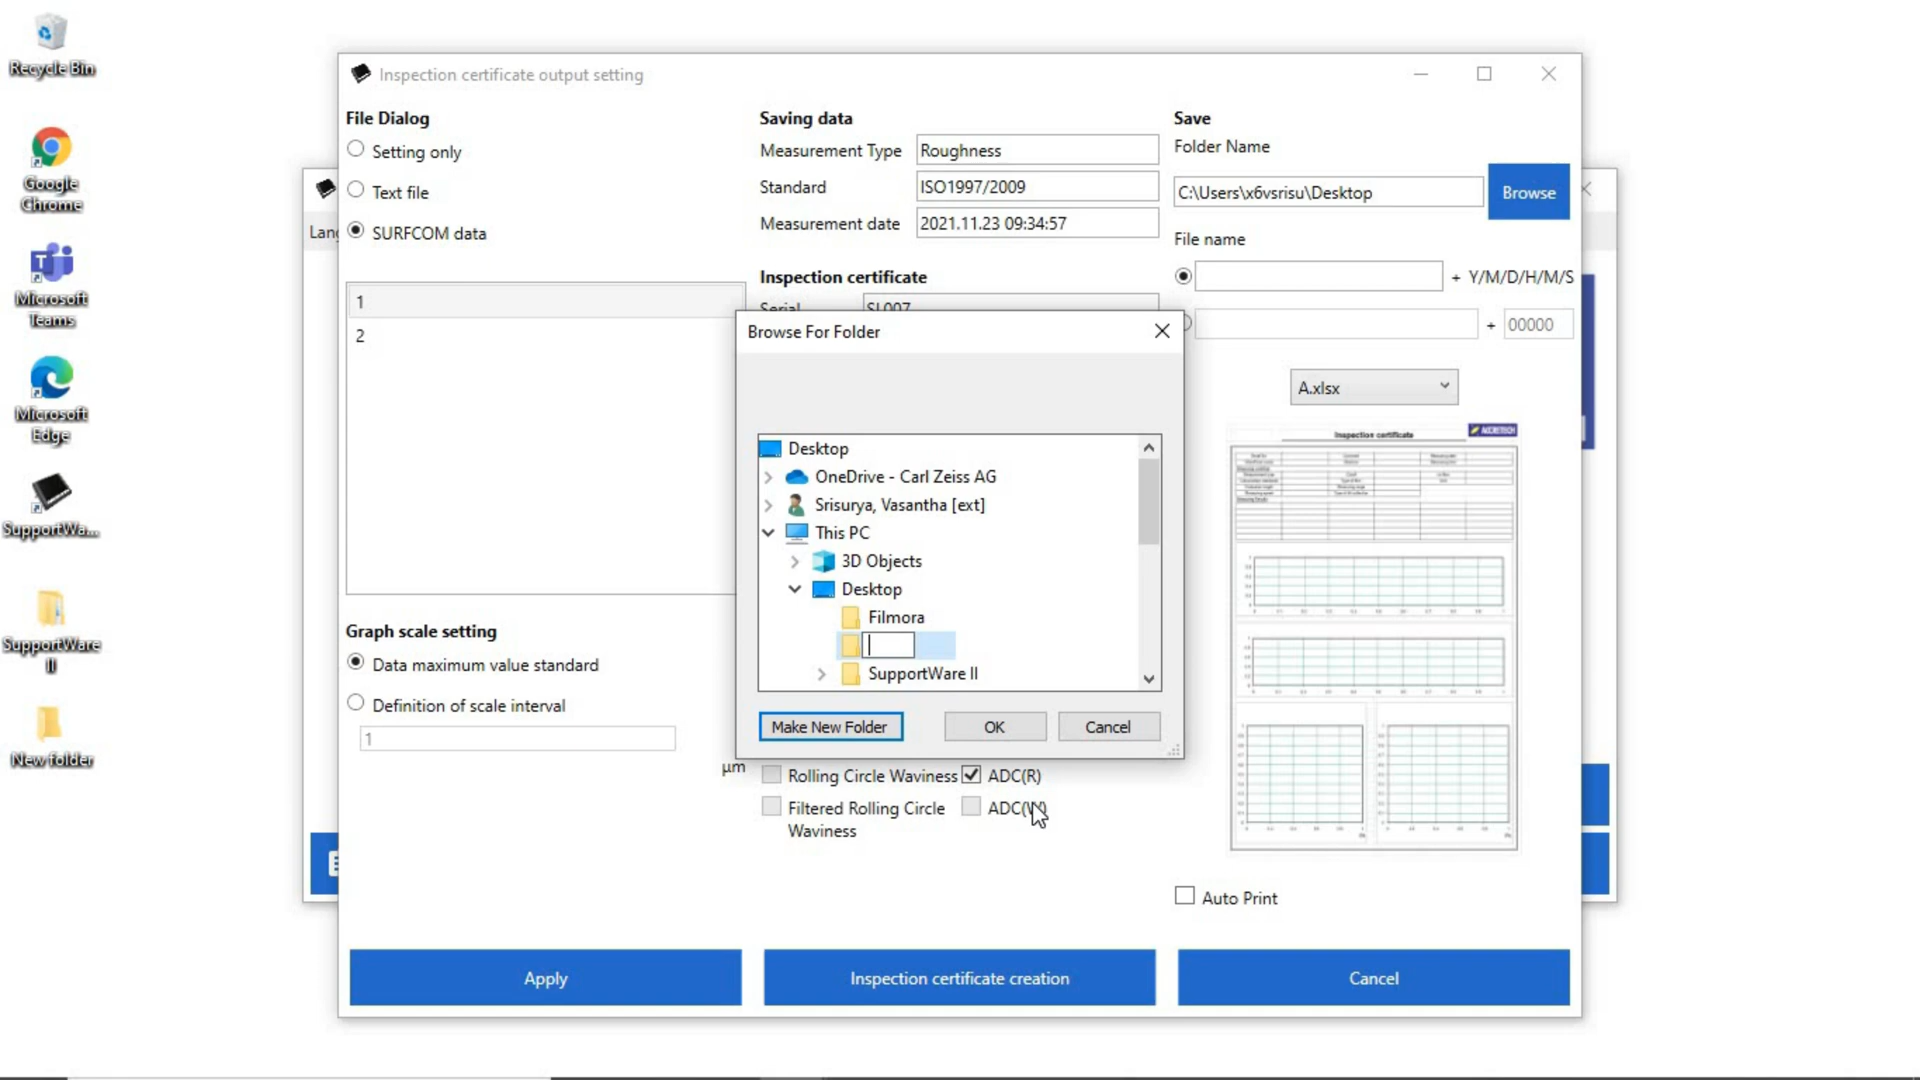 Recycle Bin
Google
Chrome
Microsoft
Teams
Microsoft
Edge
SupportWa...
SupportWare
II
New folder
Inspection certificate output setting
File Dialog
Setting only
Text file
SURFCOM data
1
2
Graph scale setting
Data maximum value standard
Definition of scale interval
1
µm
Saving data
Measurement Type
Roughness
Standard
ISO1997/2009
Measurement date
2021.11.23 09:34:57
Inspection certificate
Serial
SL007
Browse For Folder
Desktop
OneDrive - Carl Zeiss AG
Srisurya, Vasantha [ext]
This PC
3D Objects
Desktop
Filmora
SupportWare II
Make New Folder
OK
Cancel
Rolling Circle Waviness
ADC(R)
Filtered Rolling Circle
Waviness
Save
Folder Name
C:\Users\x6vsrisu\Desktop
Browse
File name
+ Y/M/D/H/M/S
+ 00000
A.xlsx
Inspection certificate
ACCRETECH
Auto Print
Apply
Inspection certificate creation
Cancel